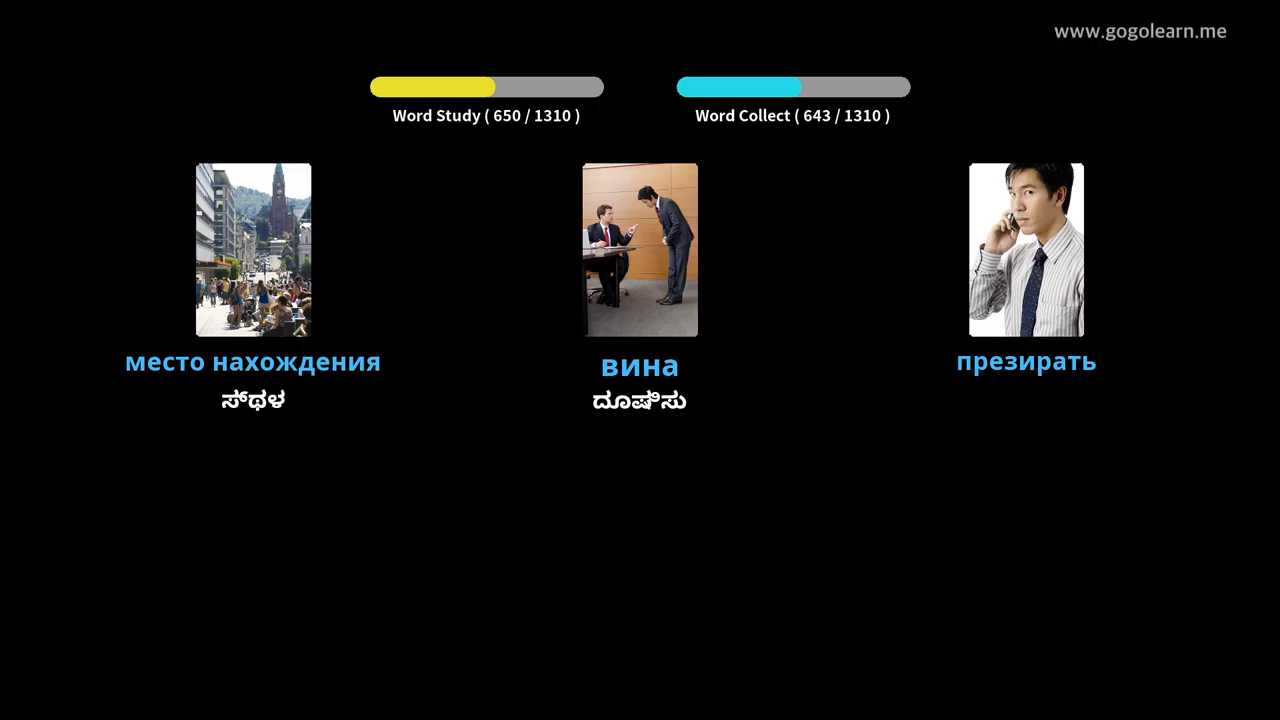 www.gogolearn.me
Word Study ( 650 / 1310 )
Word Collect ( 643 / 1310 )
место нахождения
вина
презирать
ಸ್ಥಳ
ದೂಷಿಸು